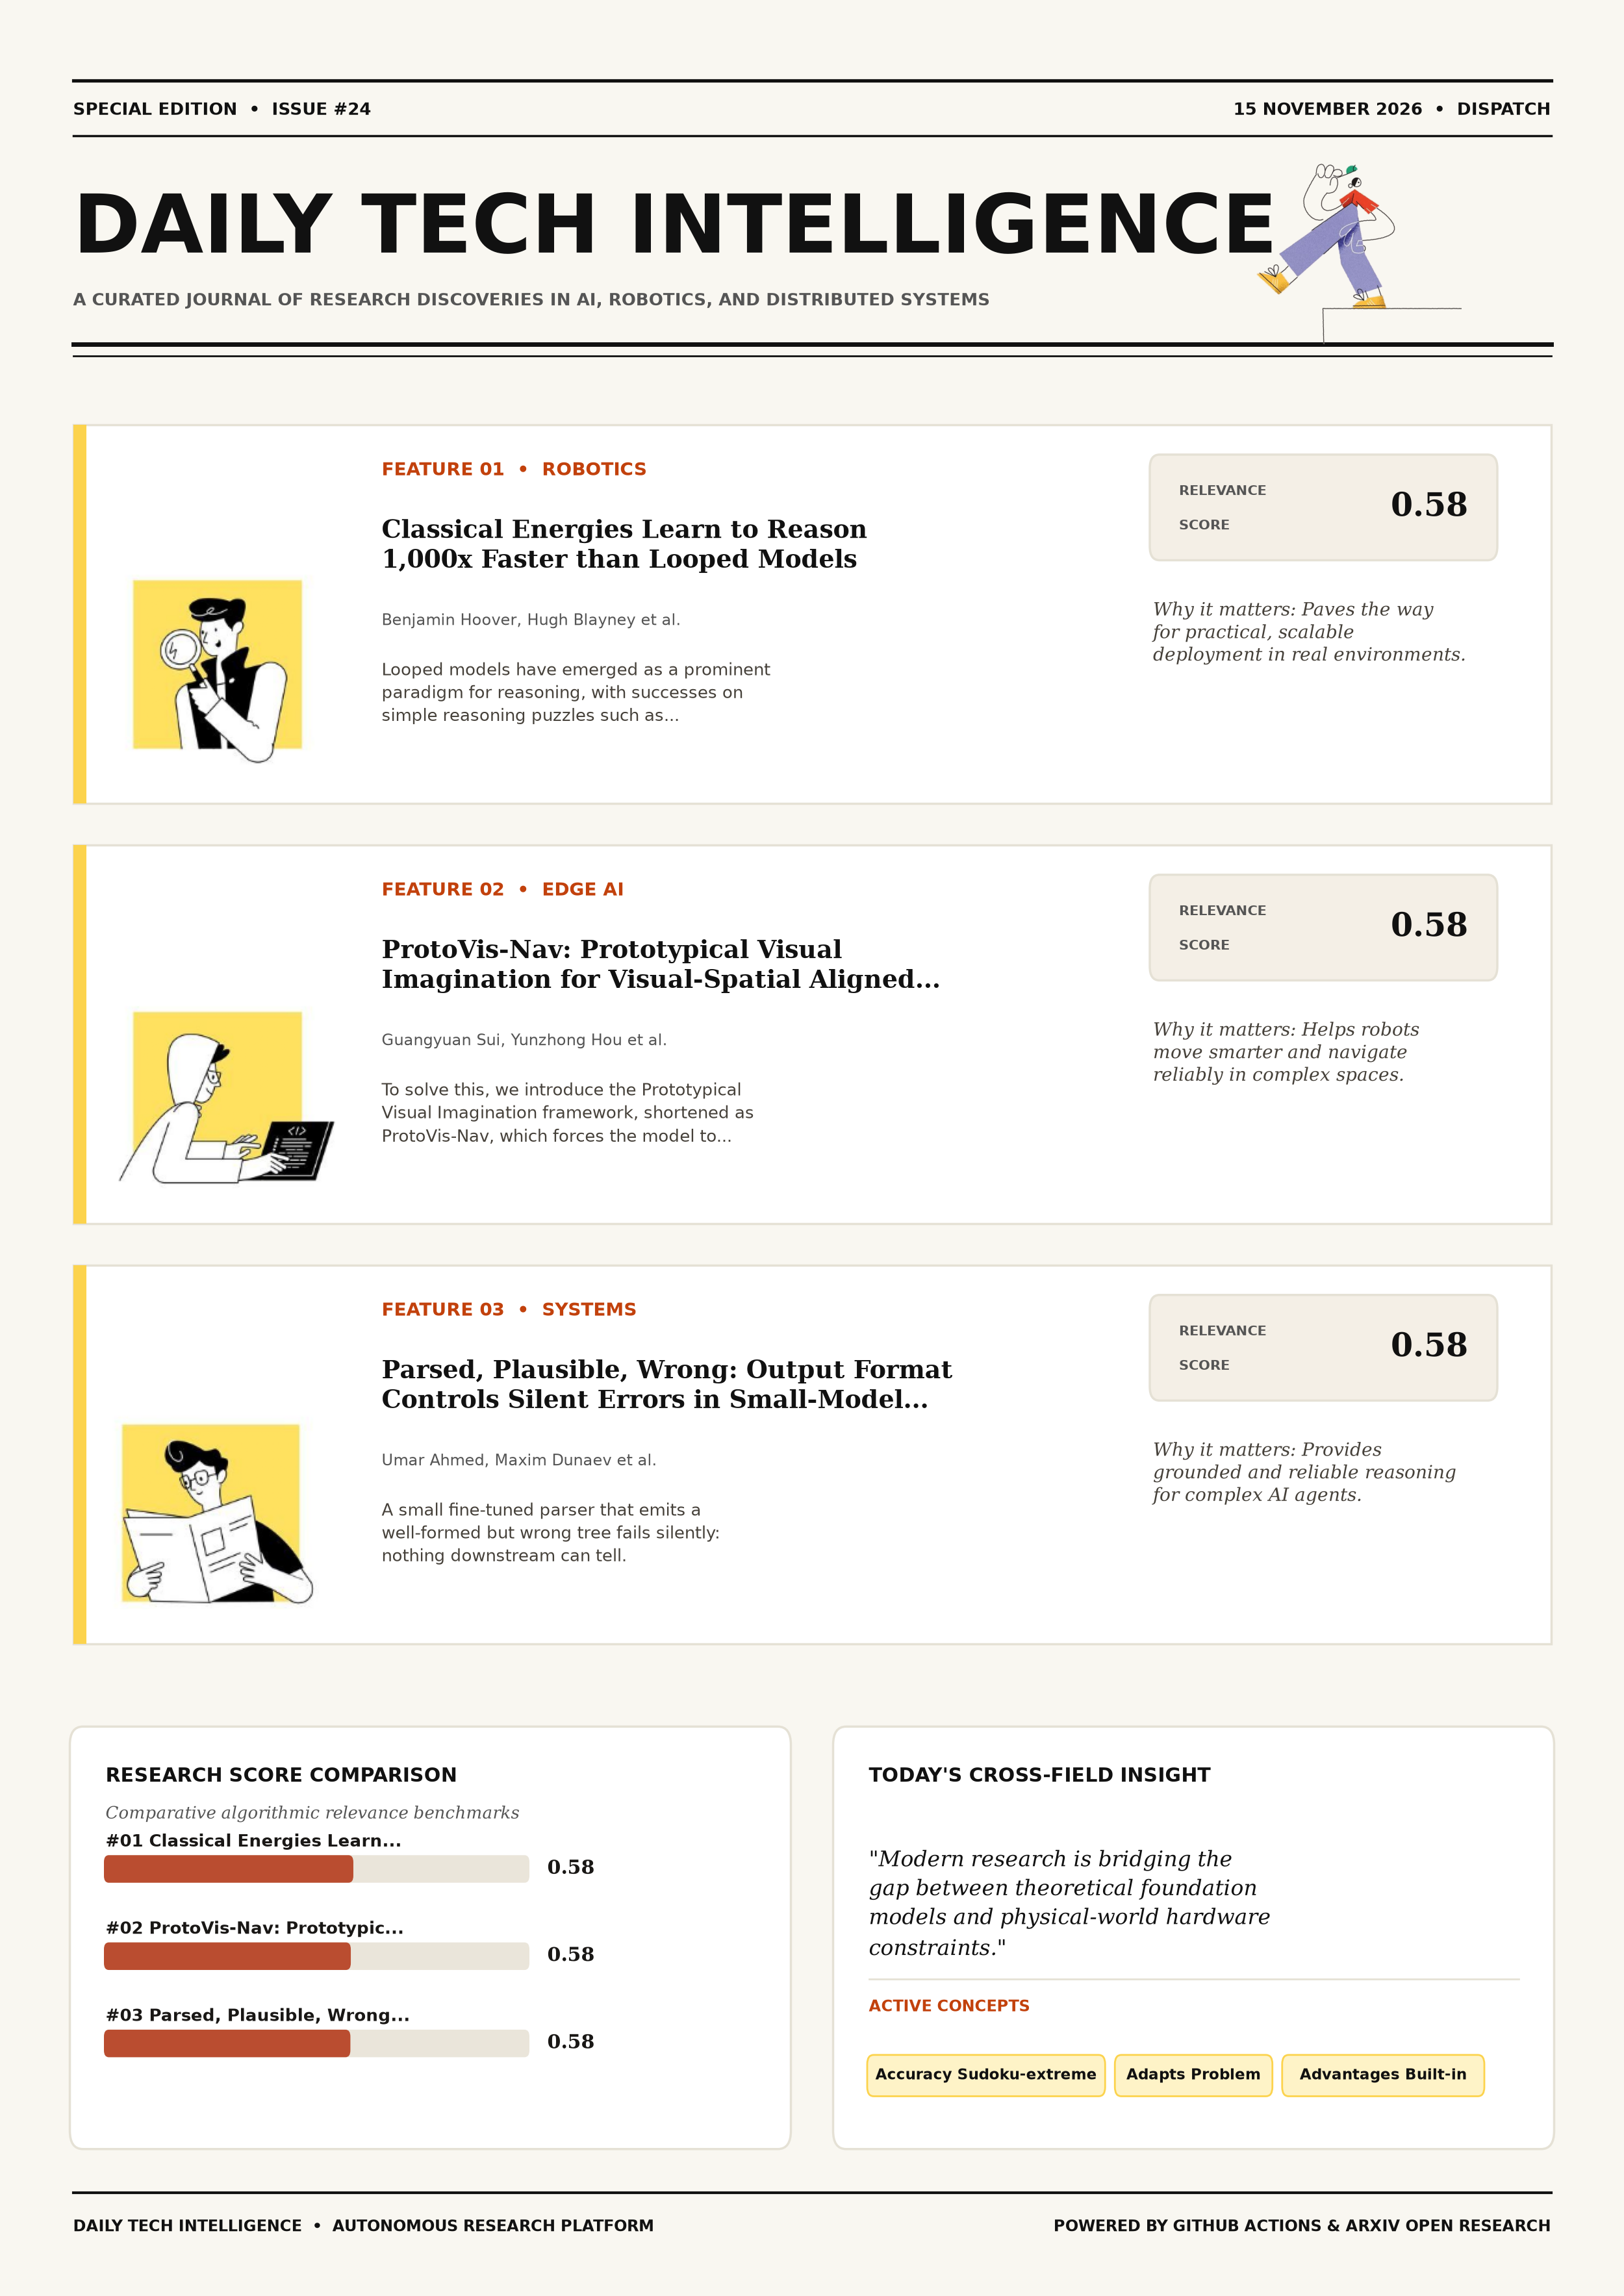 SPECIAL EDITION • ISSUE #24
15 NOVEMBER 2026 • DISPATCH
DAILY TECH INTELLIGENCE
A CURATED JOURNAL OF RESEARCH DISCOVERIES IN AI, ROBOTICS, AND DISTRIBUTED SYSTEMS
FEATURE 01 • ROBOTICS
Classical Energies Learn to Reason
1,000x Faster than Looped Models
Benjamin Hoover, Hugh Blayney et al.
Looped models have emerged as a prominent
paradigm for reasoning, with successes on
simple reasoning puzzles such as...
RELEVANCE
SCORE
0.58
Why it matters: Paves the way
for practical, scalable
deployment in real environments.
FEATURE 02 • EDGE AI
ProtoVis-Nav: Prototypical Visual
Imagination for Visual-Spatial Aligned...
Guangyuan Sui, Yunzhong Hou et al.
To solve this, we introduce the Prototypical
Visual Imagination framework, shortened as
ProtoVis-Nav, which forces the model to...
RELEVANCE
SCORE
0.58
Why it matters: Helps robots
move smarter and navigate
reliably in complex spaces.
</>
FEATURE 03 • SYSTEMS
Parsed, Plausible, Wrong: Output Format
Controls Silent Errors in Small-Model...
Umar Ahmed, Maxim Dunaev et al.
A small fine-tuned parser that emits a
well-formed but wrong tree fails silently:
nothing downstream can tell.
RELEVANCE
SCORE
0.58
Why it matters: Provides
grounded and reliable reasoning
for complex AI agents.
RESEARCH SCORE COMPARISON
Comparative algorithmic relevance benchmarks
#01 Classical Energies Learn...
0.58
#02 ProtoVis-Nav: Prototypic...
0.58
#03 Parsed, Plausible, Wrong...
0.58
TODAY'S CROSS-FIELD INSIGHT
"Modern research is bridging the
gap between theoretical foundation
models and physical-world hardware
constraints."
ACTIVE CONCEPTS
Accuracy Sudoku-extreme
Adapts Problem
Advantages Built-in
DAILY TECH INTELLIGENCE • AUTONOMOUS RESEARCH PLATFORM
POWERED BY GITHUB ACTIONS & ARXIV OPEN RESEARCH